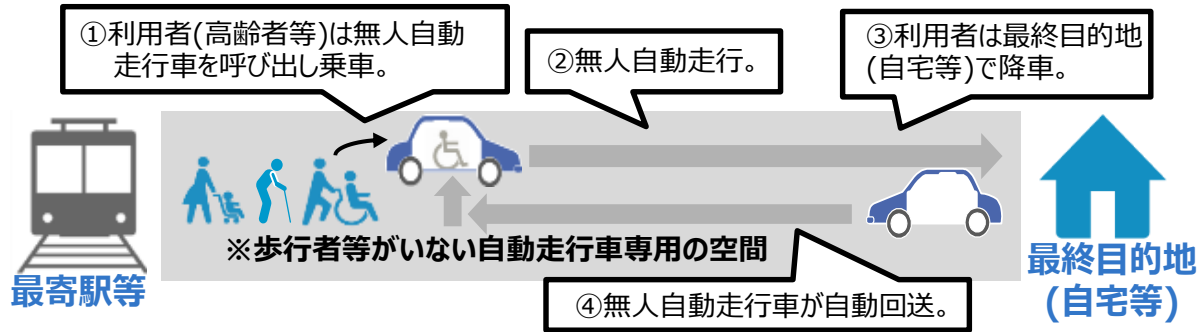 ①利用者(高齢者等)は無人自動
走行車を呼び出し乗車。
②無人自動走行。
③利用者は最終目的地
(自宅等)で降車。
※歩行者等がいない自動走行車専用の空間
最寄駅等
最終目的地
(自宅等)
④無人自動走行車が自動回送。